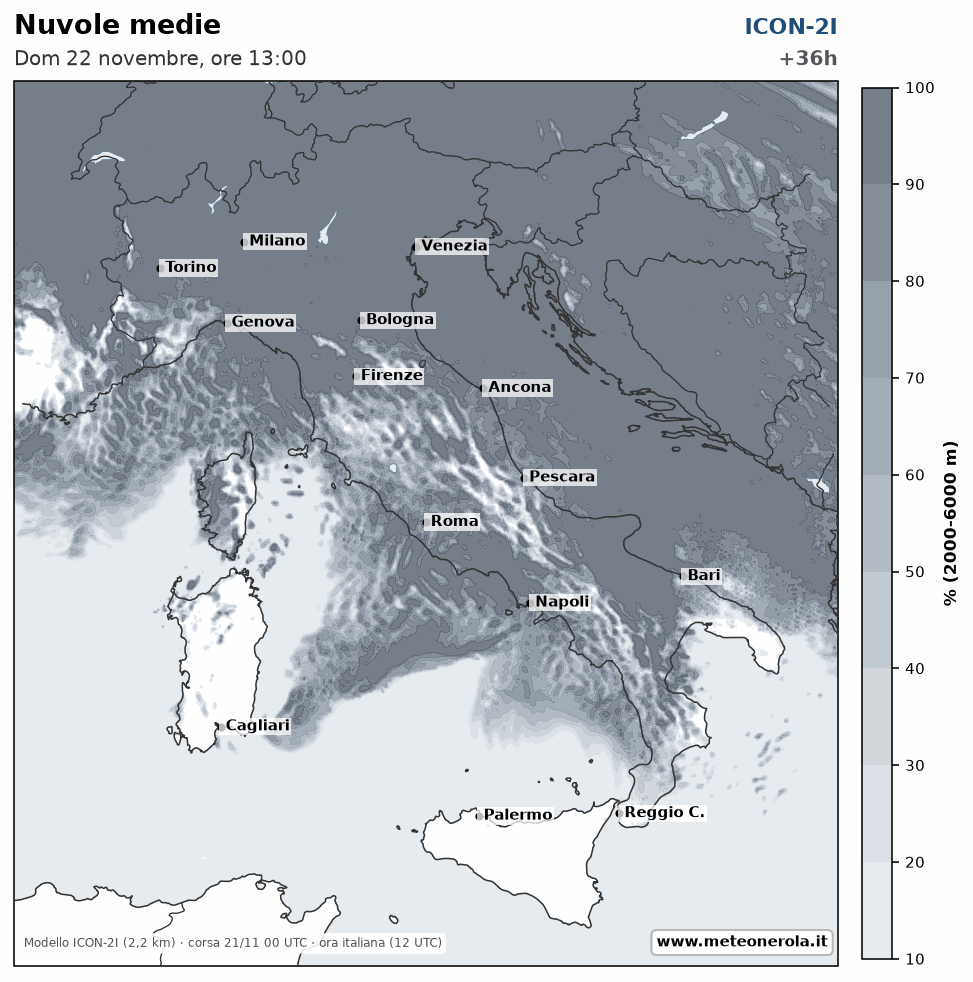 Nuvole medie
ICON-2I
Dom 22 novembre, ore 13:00
+36h
100
90
80
70
60
50
40
30
20
10
% (2000-6000 m)
Milano
Venezia
Torino
Genova
Bologna
Firenze
Ancona
Pescara
Roma
Bari
Napoli
Cagliari
Palermo
Reggio C.
Modello ICON-2I (2,2 km) · corsa 21/11 00 UTC · ora italiana (12 UTC)
www.meteonerola.it